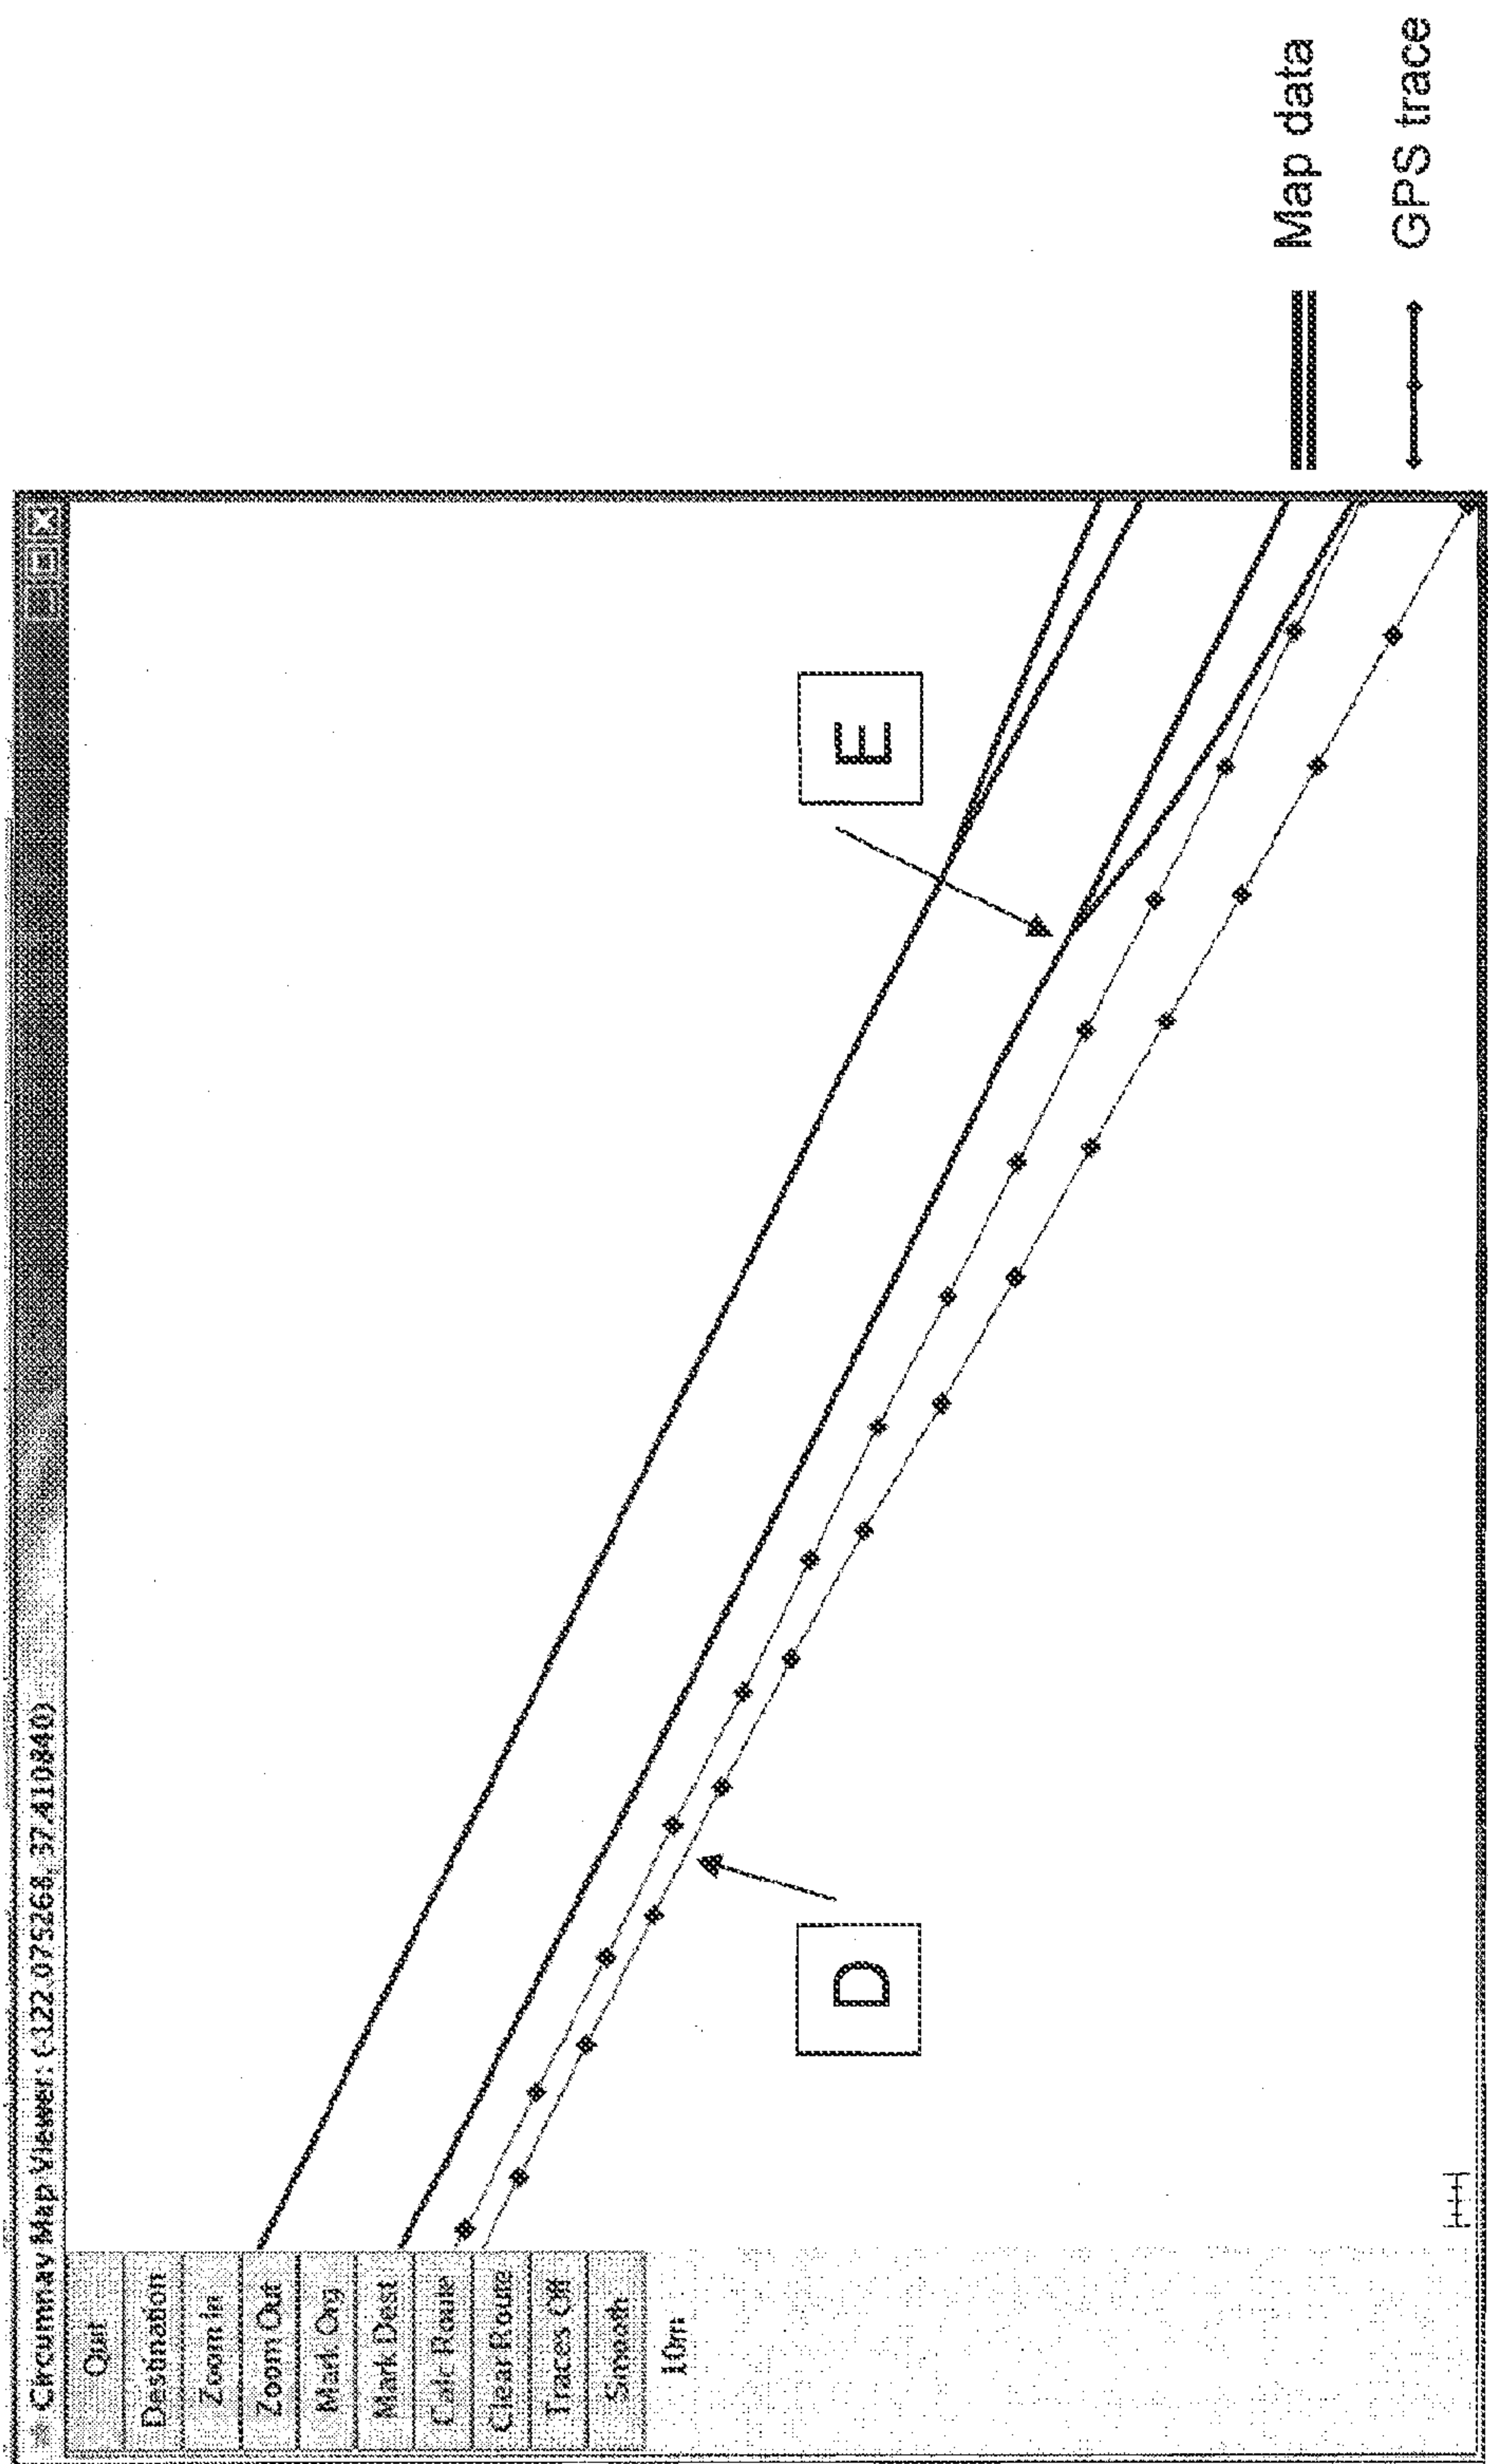 Circumnav Map Viewer: (-122.075268, 37.410840)
Quit
Destination
Zoom In
Zoom Out
Mark Org
Mark Dest
Calc Route
Clear Route
Traces Off
Smooth
10m
D
E
Map data
GPS trace